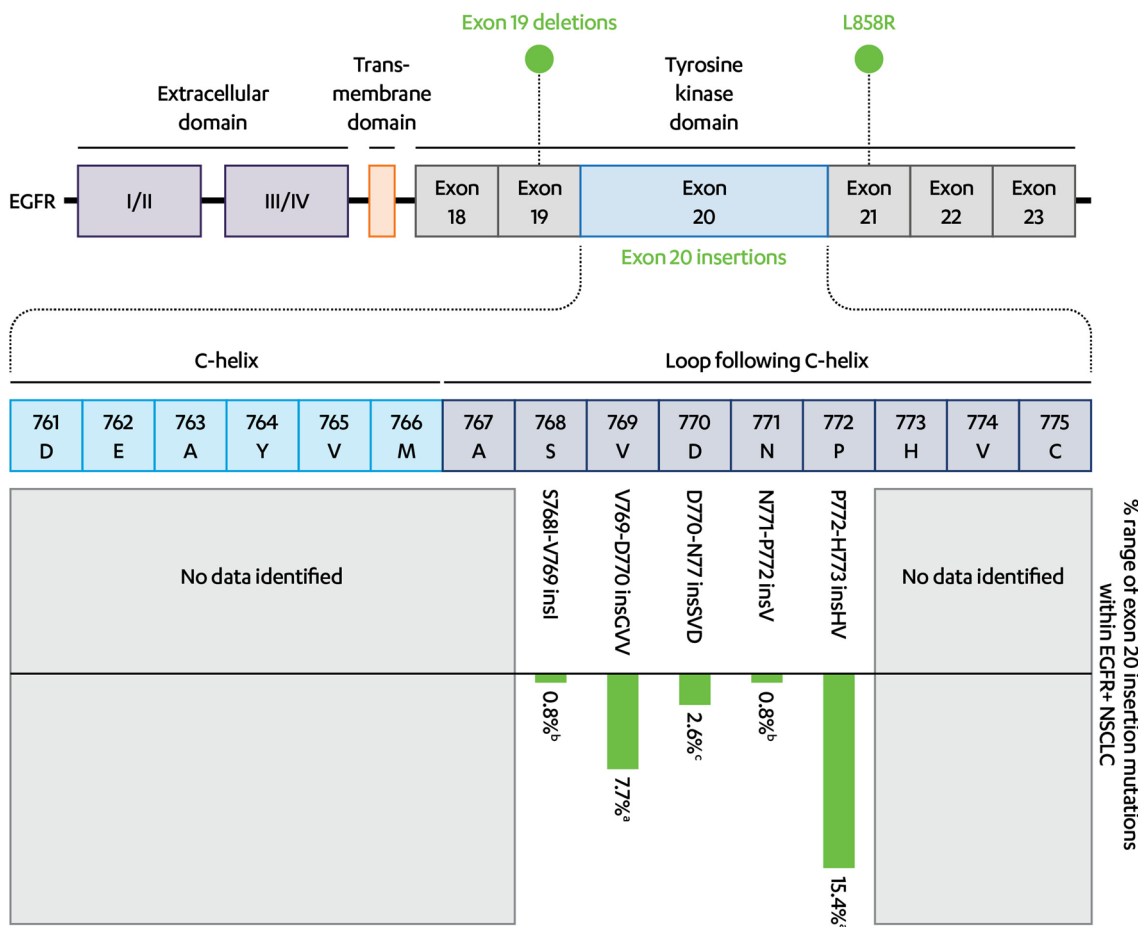 Exon 19 deletions
L858R
Extracellular
domain
Trans-
membrane
domain
Tyrosine
kinase
domain
EGFR
I/II
III/IV
Exon
18
Exon
19
Exon
20
Exon
21
Exon
22
Exon
23
Exon 20 insertions
C-helix
Loop following C-helix
761
D
762
E
763
A
764
Y
765
V
766
M
767
A
768
S
769
V
770
D
771
N
772
P
773
H
774
V
775
C
No data identified
S768I-V769 insI
V769-D770 insGVV
D770-N77 insSVD
N771-P772 insV
P772-H773 insHV
No data identified
0.8%ᵇ
7.7%ᵃ
2.6%ᶜ
0.8%ᵇ
15.4%ᵃ
% range of exon 20 insertion mutations
within EGFR+ NSCLC